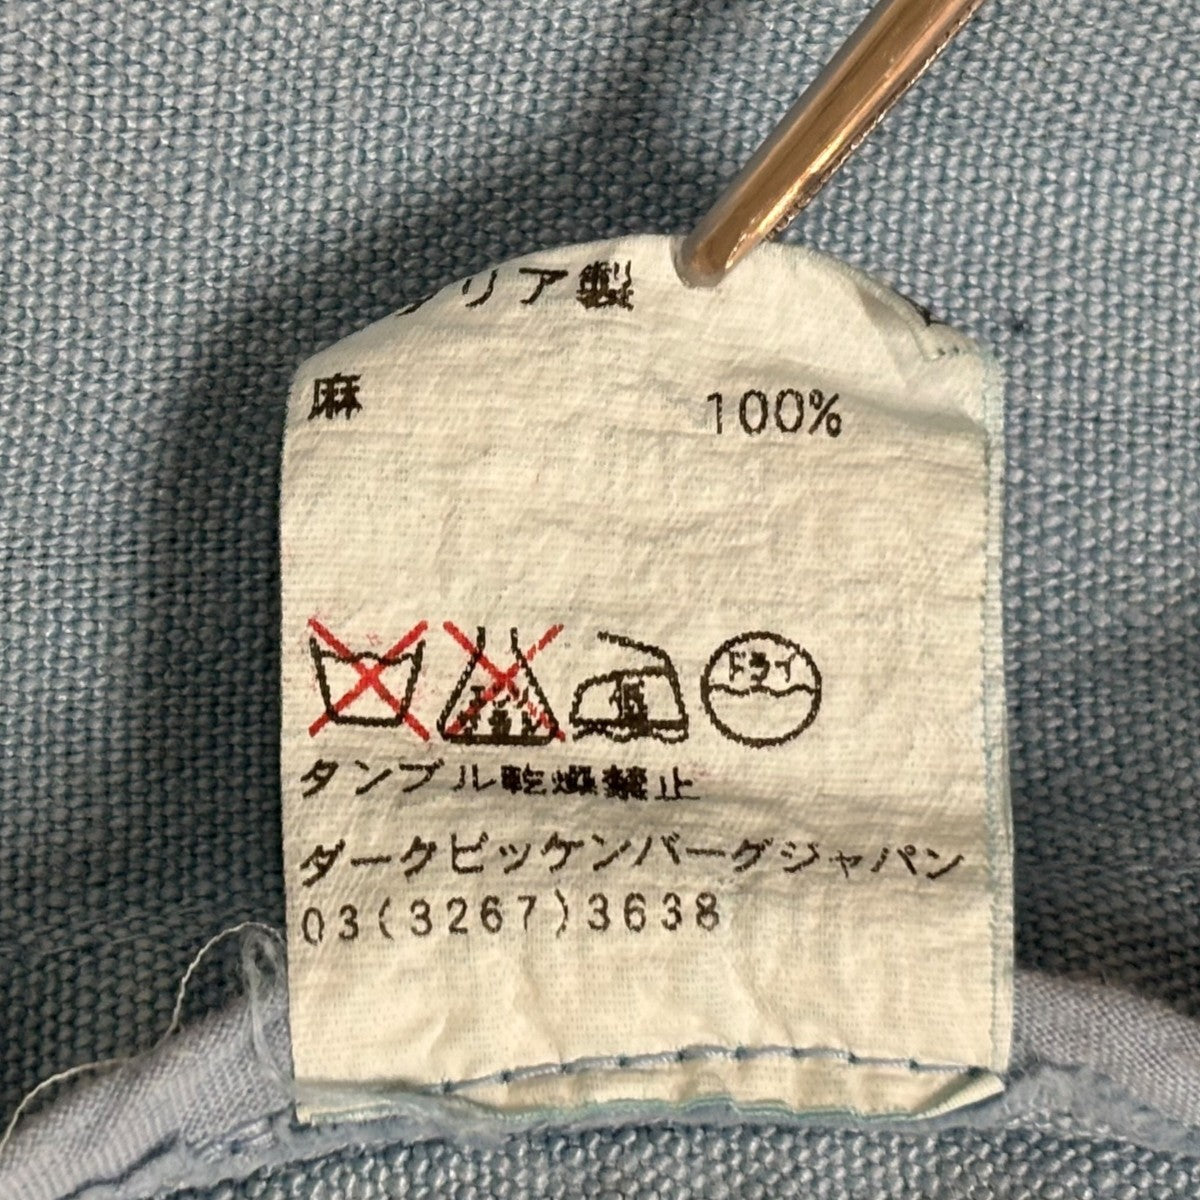 リア製
麻 100%
ドライ
タンブル乾燥禁止
ダークビッケンバーグジャパン
03(3267)3638